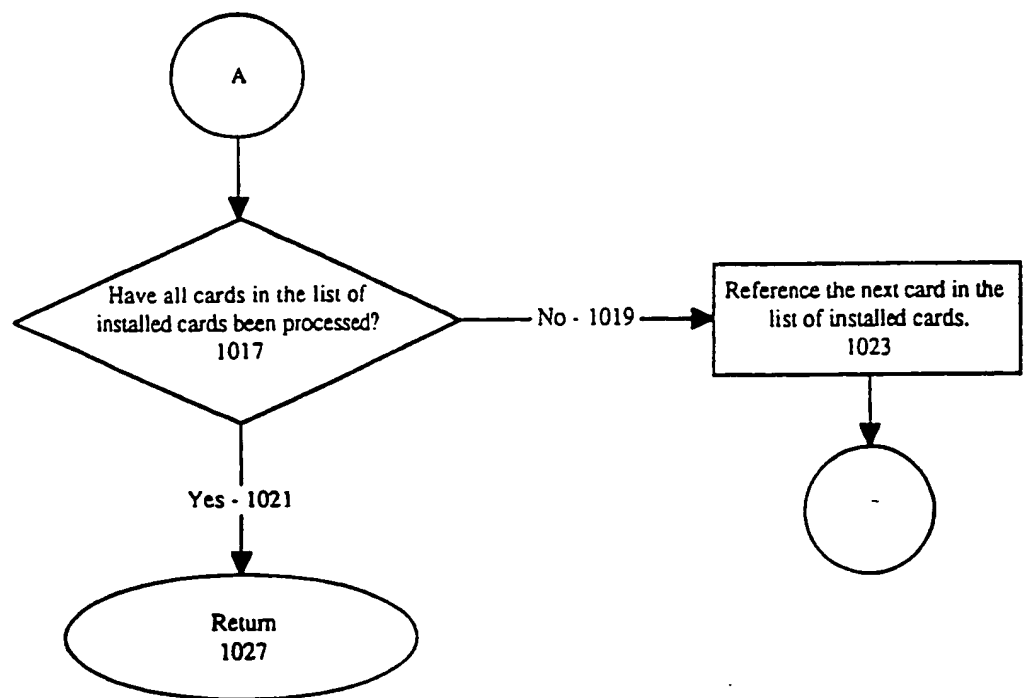 A
Have all cards in the list of
installed cards been processed?
1017
No - 1019
Reference the next card in the
list of installed cards.
1023
Yes - 1021
Return
1027